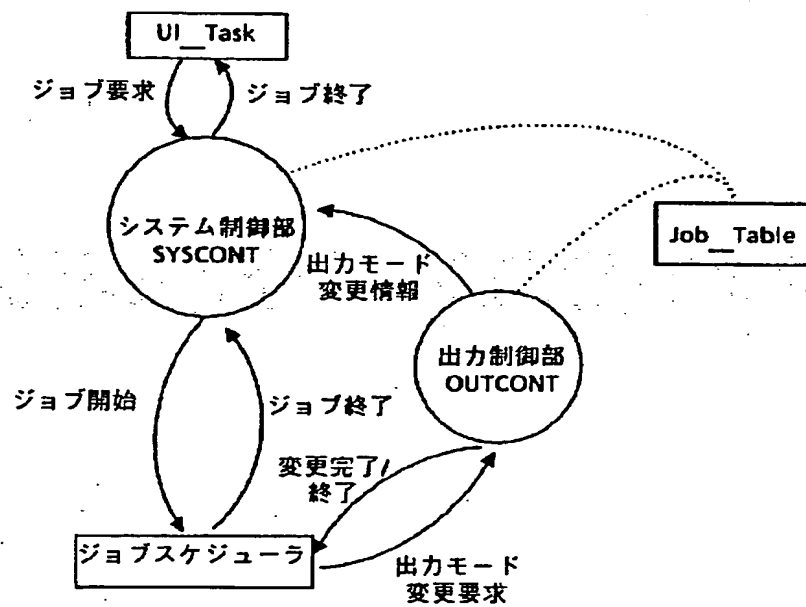 UI__Task
ジョブ要求
ジョブ終了
システム制御部
SYSCONT
Job__Table
出力モード
変更情報
出力制御部
OUTCONT
ジョブ開始
ジョブ終了
変更完了/
終了
ジョブスケジューラ
出力モード
変更要求